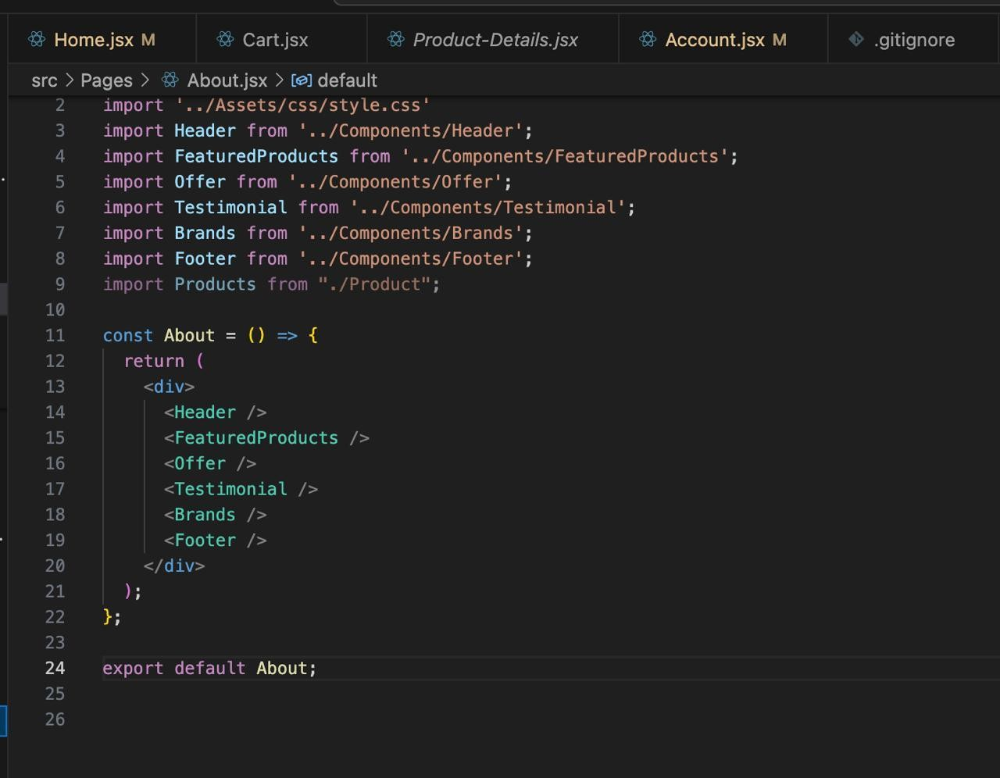 Home.jsx M
Cart.jsx
Product-Details.jsx
Account.jsx M
.gitignore
src > Pages > About.jsx > default
2 import '../Assets/css/style.css'
3 import Header from '../Components/Header';
4 import FeaturedProducts from '../Components/FeaturedProducts';
5 import Offer from '../Components/Offer';
6 import Testimonial from '../Components/Testimonial';
7 import Brands from '../Components/Brands';
8 import Footer from '../Components/Footer';
9 import Products from "./Product";
10
11 const About = () => {
12   return (
13     <div>
14       <Header />
15       <FeaturedProducts />
16       <Offer />
17       <Testimonial />
18       <Brands />
19       <Footer />
20     </div>
21   );
22 };
23
24 export default About;
25
26